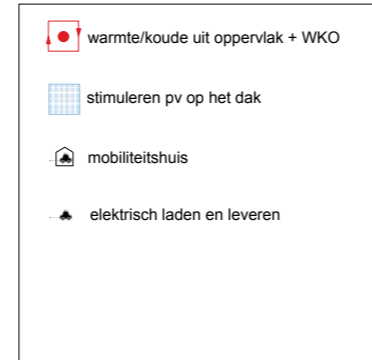 warmte/koude uit oppervlak + WKO
stimuleren pv op het dak
mobiliteitshuis
elektrisch laden en leveren